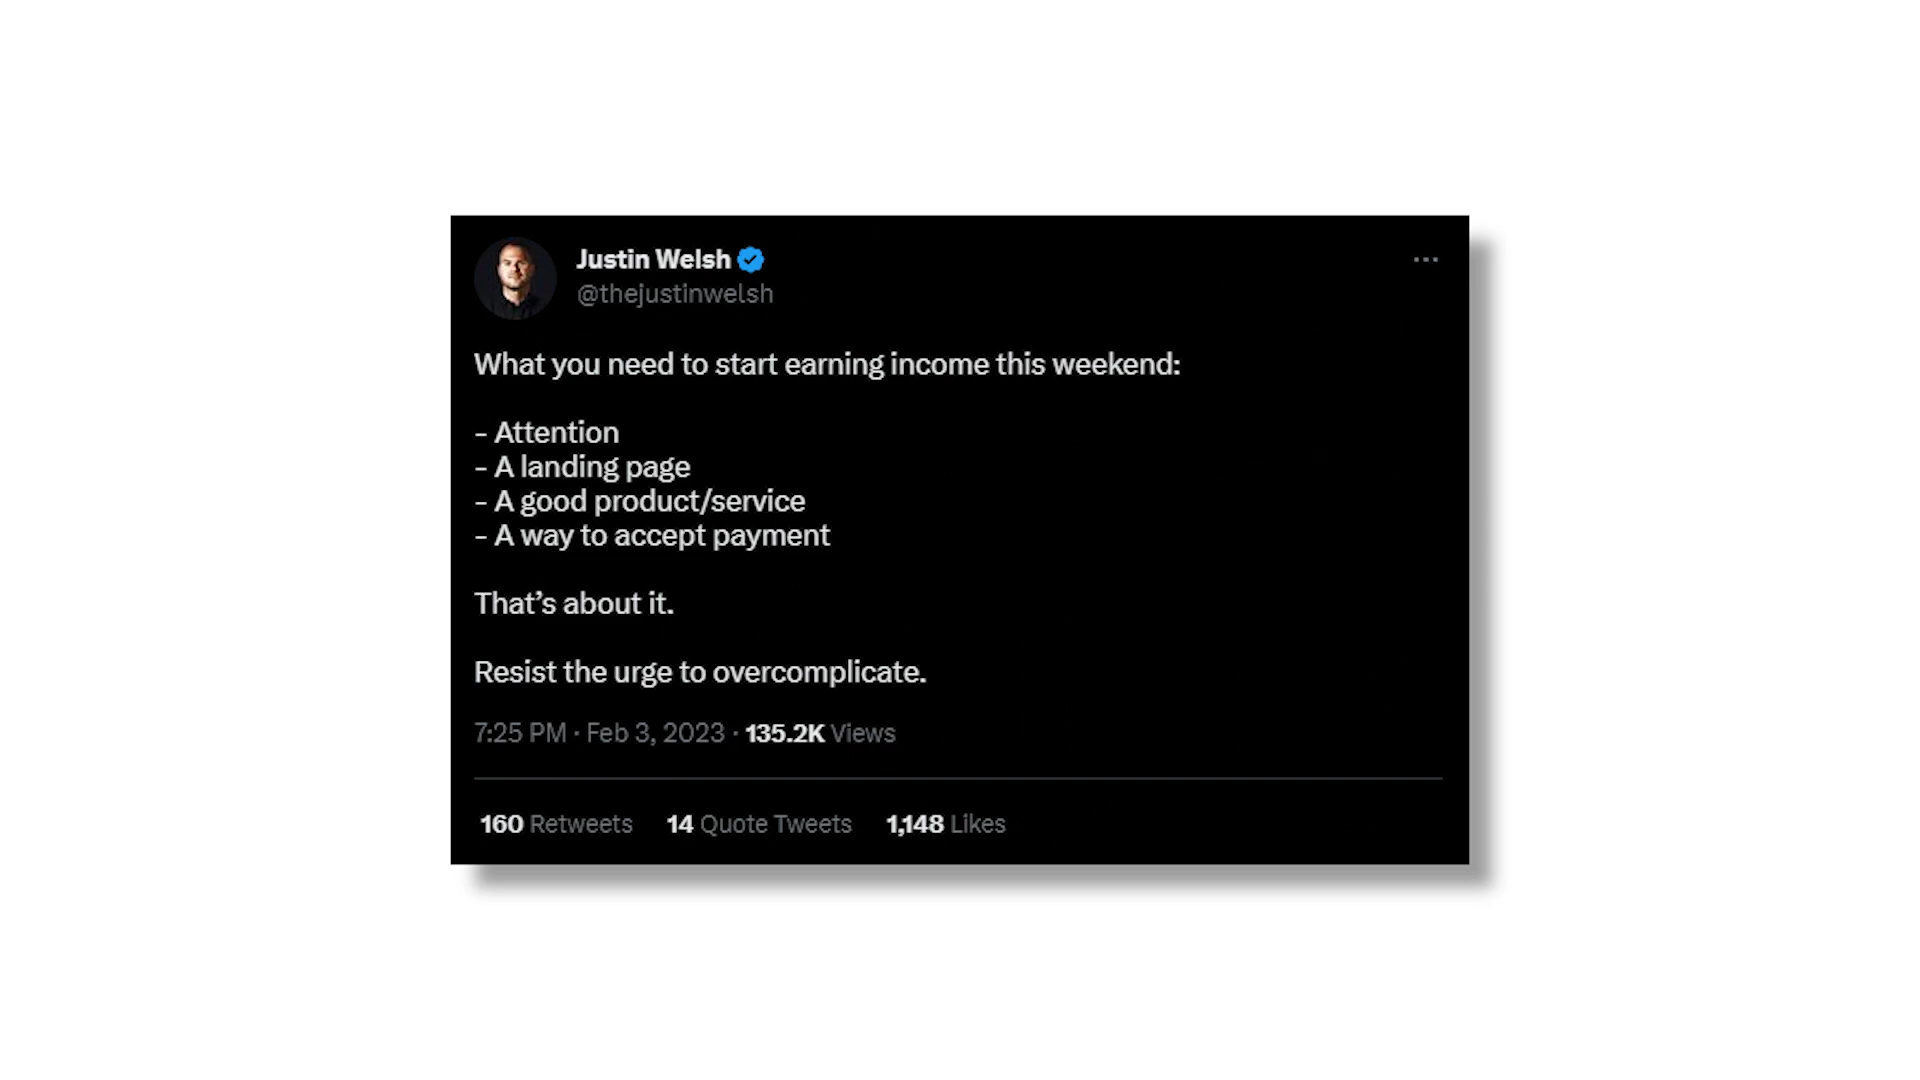 Justin Welsh
@thejustinwelsh
What you need to start earning income this weekend:
- Attention
- A landing page
- A good product/service
- A way to accept payment
That’s about it.
Resist the urge to overcomplicate.
7:25 PM · Feb 3, 2023 · 135.2K Views
160 Retweets 14 Quote Tweets 1,148 Likes